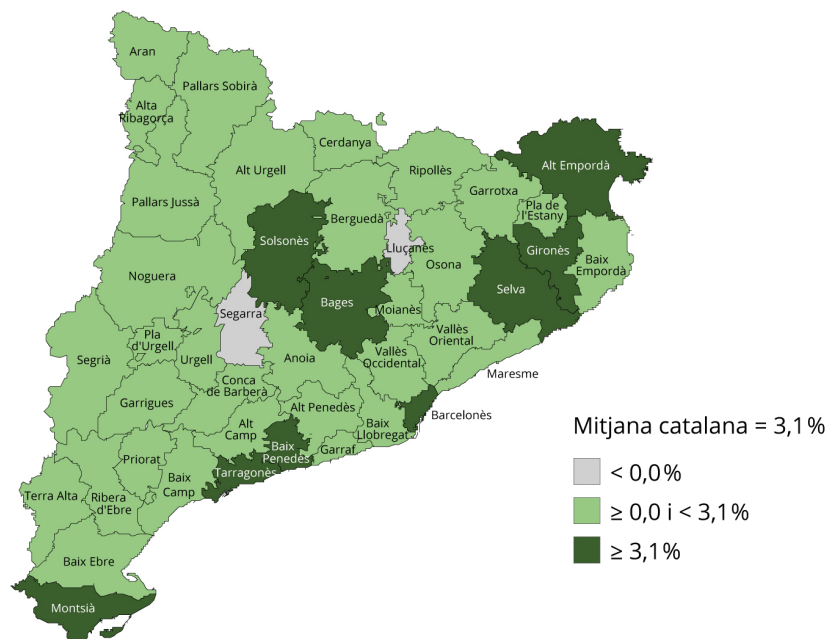 Aran
Pallars Sobirà
Alta
Ribagorça
Cerdanya
Alt Urgell
Ripollès
Alt Empordà
Garrotxa
Pallars Jussà
Pla de
l'Estany
Berguedà
Solsonès
Lluçanès
Gironès
Osona
Baix
Empordà
Noguera
Selva
Bages
Segarra
Moianès
Pla
d'Urgell
Vallès
Oriental
Segrià
Urgell
Anoia
Vallès
Occidental
Maresme
Conca
de Barberà
Garrigues
Alt Penedès
Barcelonès
Alt
Camp
Baix
Llobregat
Baix
Penedès
Garraf
Priorat
Tarragonès
Baix
Camp
Terra Alta
Ribera
d'Ebre
Baix Ebre
Montsià
Mitjana catalana = 3,1%
< 0,0%
≥ 0,0 i < 3,1%
≥ 3,1%